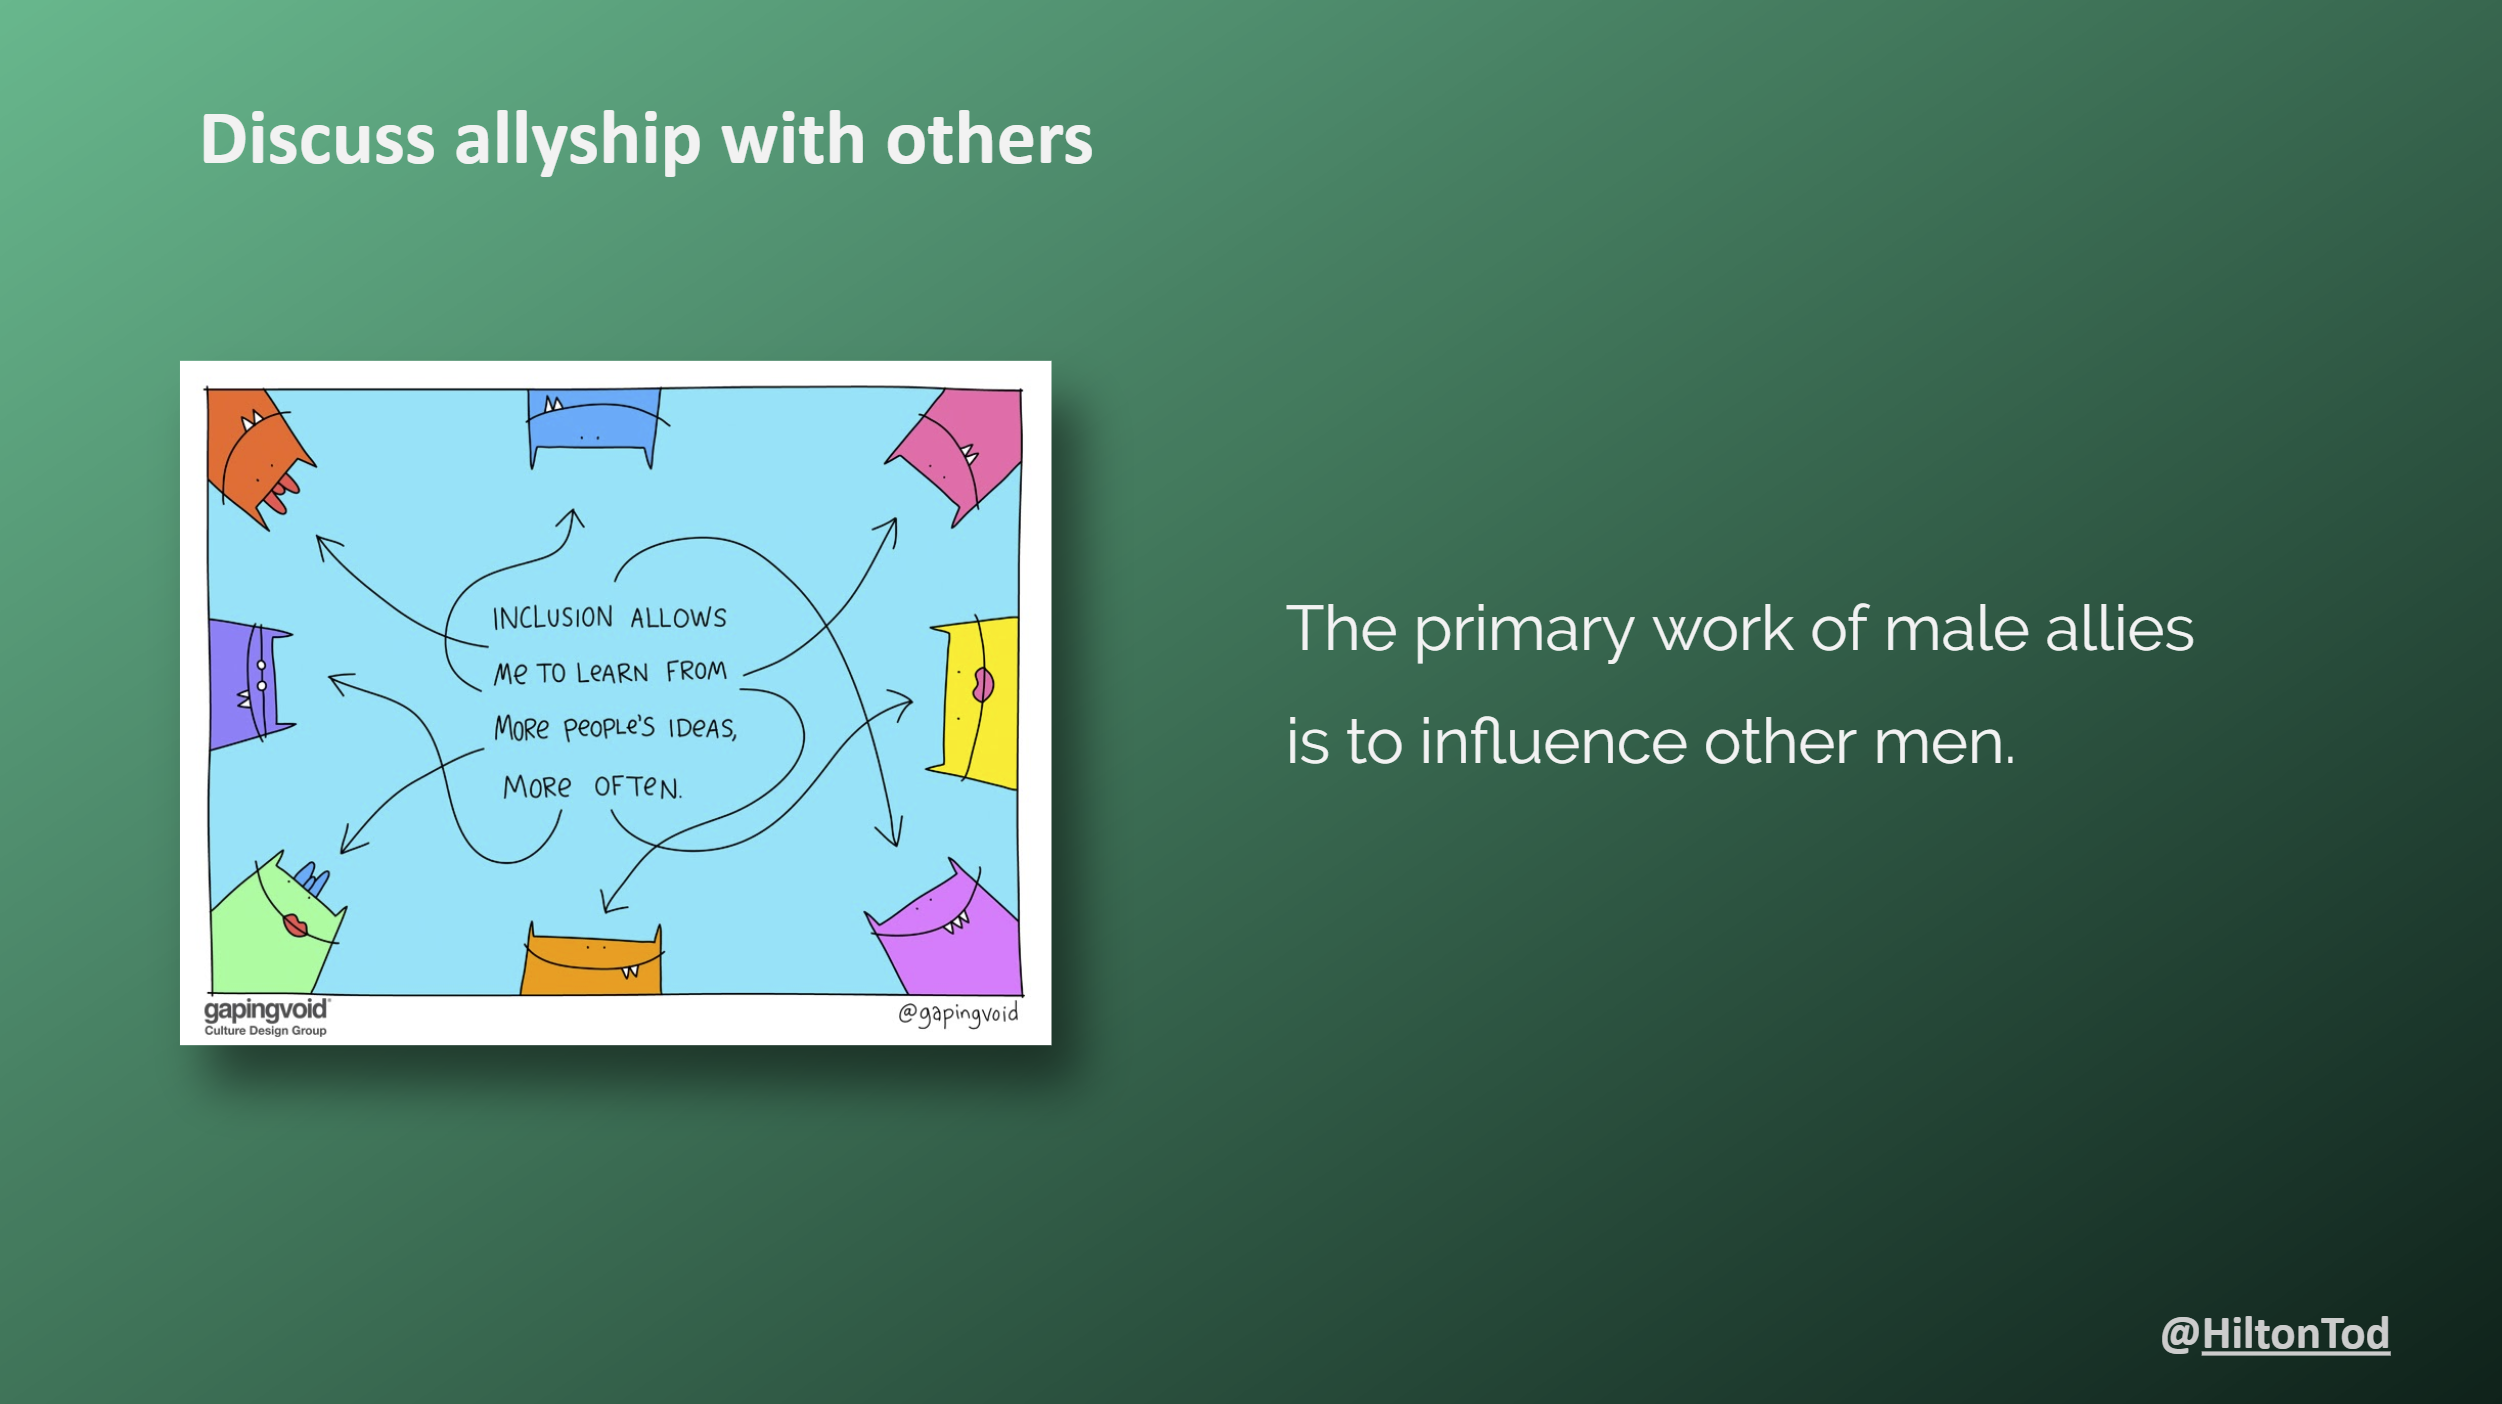 Discuss allyship with others
INCLUSION ALLOWS
Me TO LeARN FROM
MoRe PeoPLe'S IDeAS,
MoRe OFTeN.
gapingvoid
Culture Design Group
@gapingvoid
The primary work of male allies
is to influence other men.
@HiltonTod